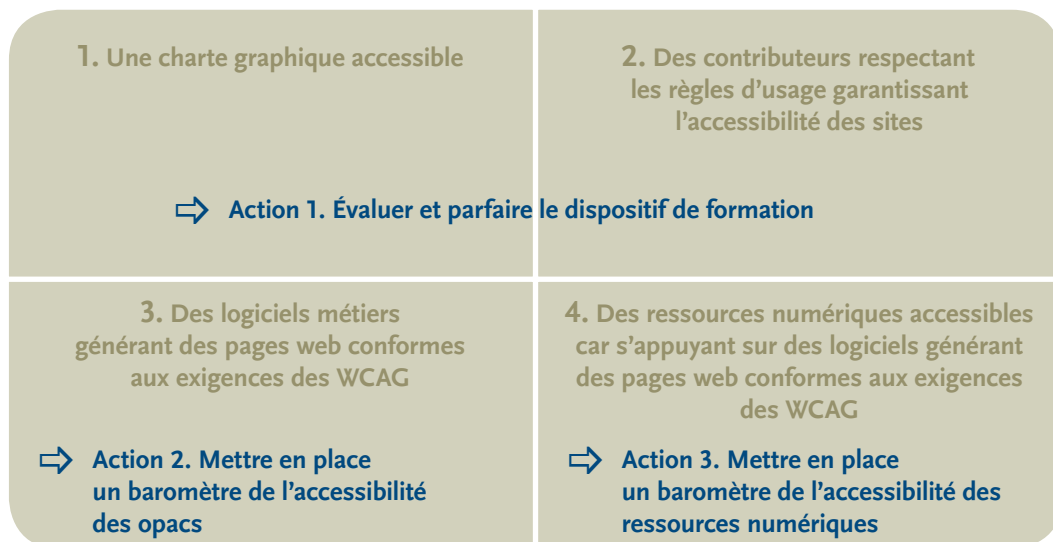 1. Une charte graphique accessible
2. Des contributeurs respectant
les règles d’usage garantissant
l’accessibilité des sites
⇨ Action 1. Évaluer et parfaire le dispositif de formation
3. Des logiciels métiers
générant des pages web conformes
aux exigences des WCAG
⇨ Action 2. Mettre en place
un baromètre de l’accessibilité
des opacs
4. Des ressources numériques accessibles
car s’appuyant sur des logiciels générant
des pages web conformes aux exigences
des WCAG
⇨ Action 3. Mettre en place
un baromètre de l’accessibilité des
ressources numériques